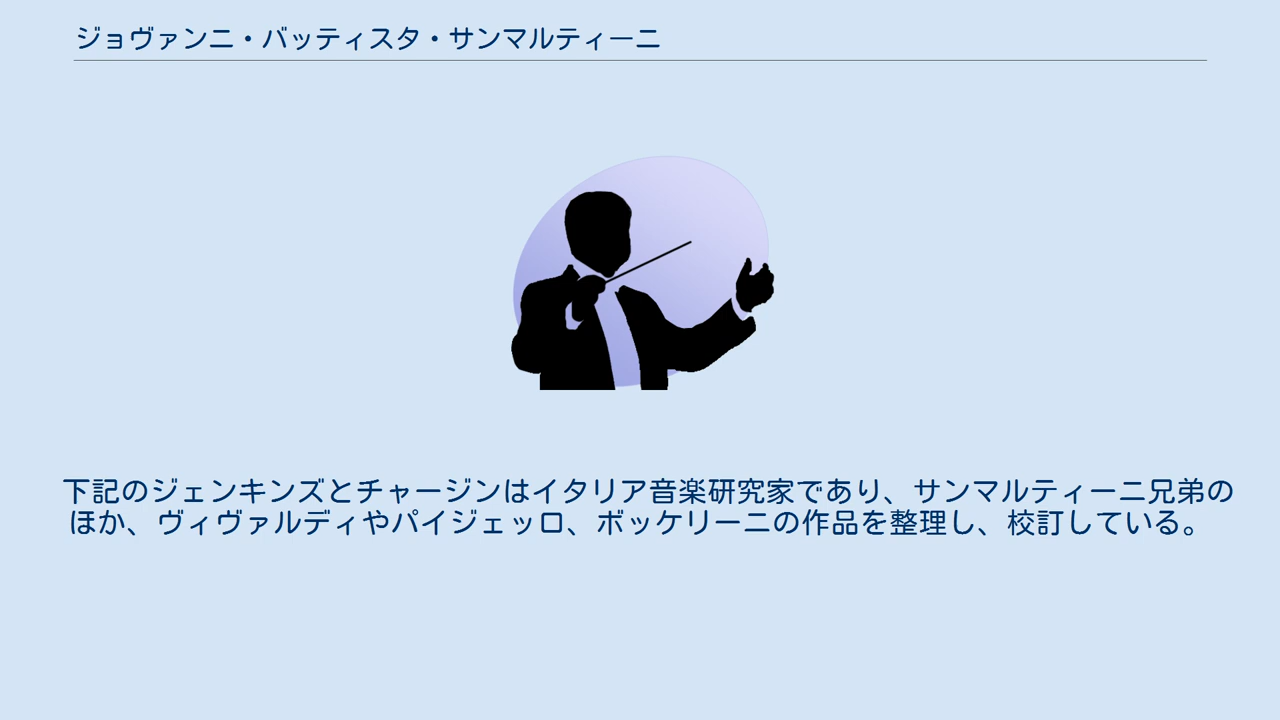 ジョヴァンニ・バッティスタ・サンマルティーニ
下記のジェンキンズとチャージンはイタリア音楽研究家であり、サンマルティーニ兄弟の
ほか、ヴィヴァルディやパイジェッロ、ボッケリーニの作品を整理し、校訂している。